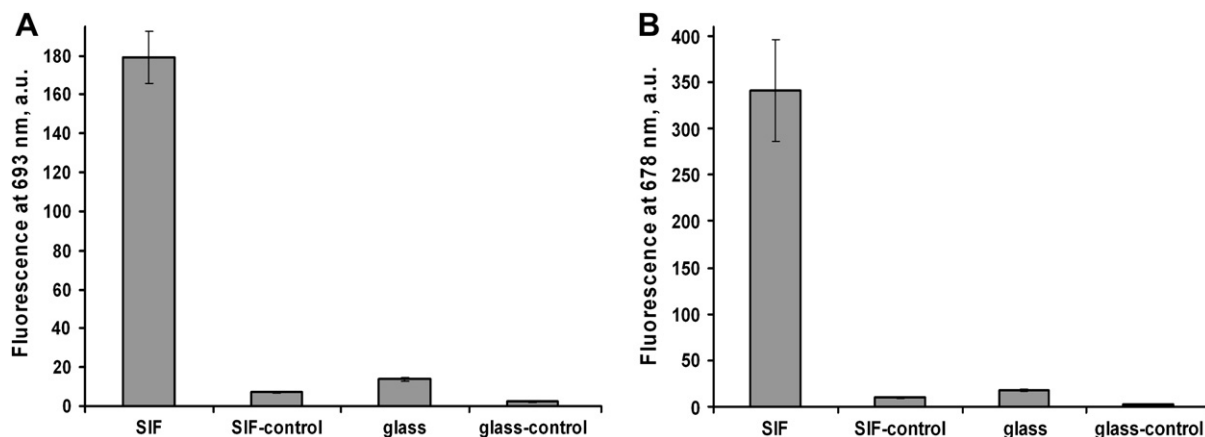 A
Fluorescence at 693 nm, a.u.
180
160
140
120
100
80
60
40
20
0
SIF
SIF-control
glass
glass-control
B
Fluorescence at 678 nm, a.u.
400
350
300
250
200
150
100
50
0
SIF
SIF-control
glass
glass-control